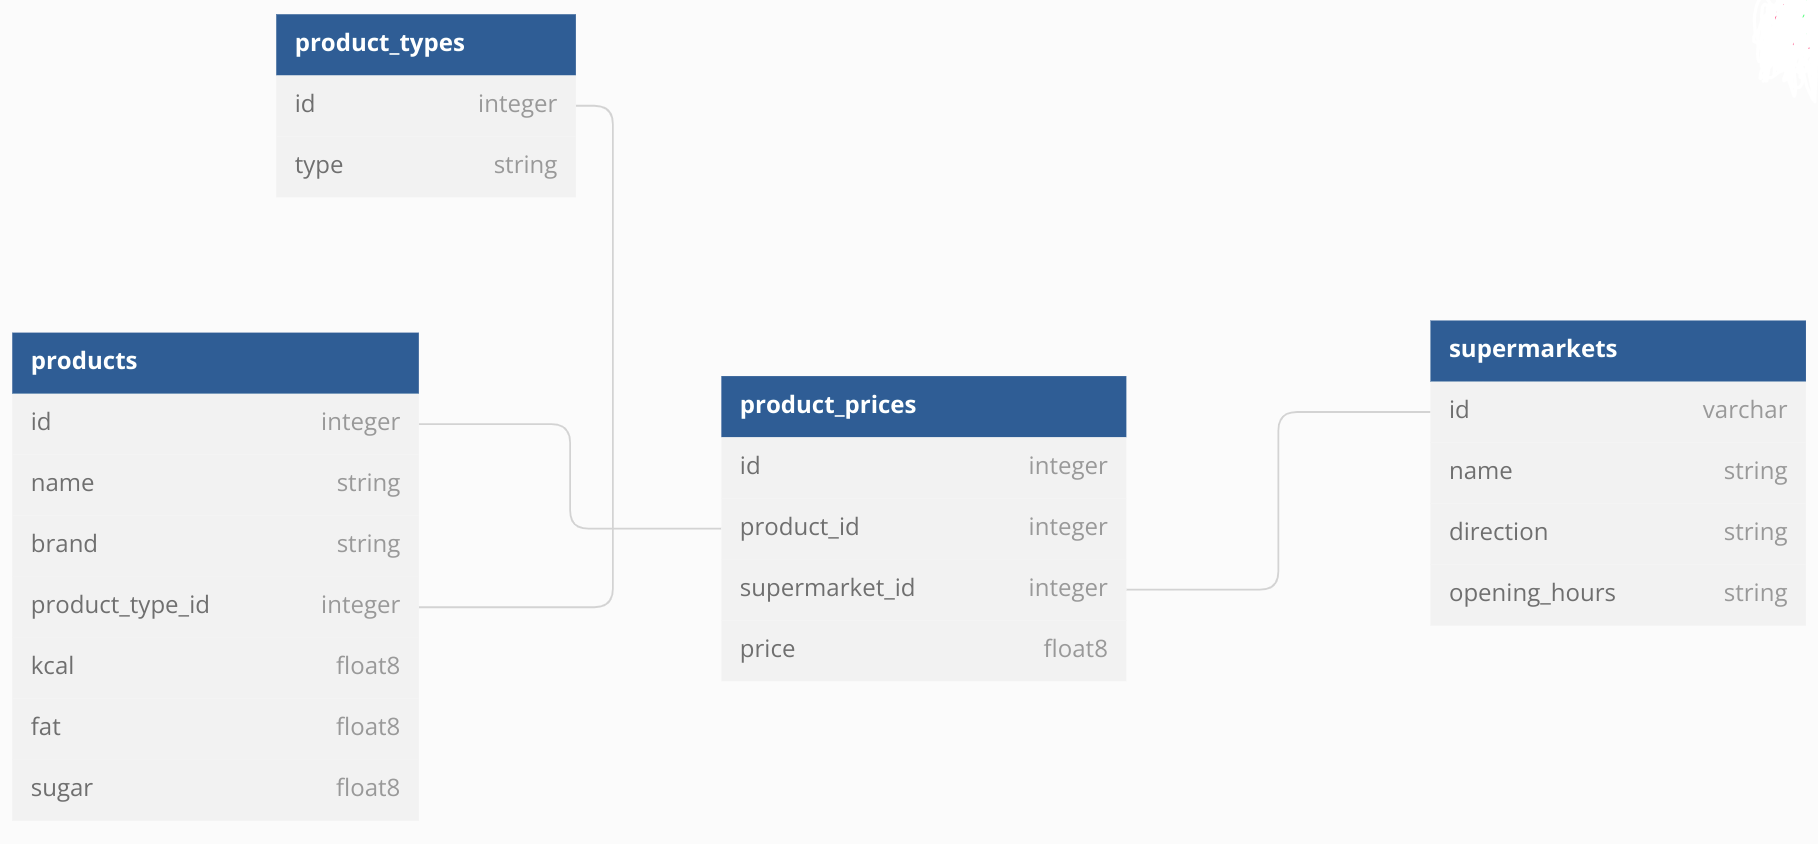 product_types
id integer
type string
products
id integer
name string
brand string
product_type_id integer
kcal float8
fat float8
sugar float8
product_prices
id integer
product_id integer
supermarket_id integer
price float8
supermarkets
id varchar
name string
direction string
opening_hours string